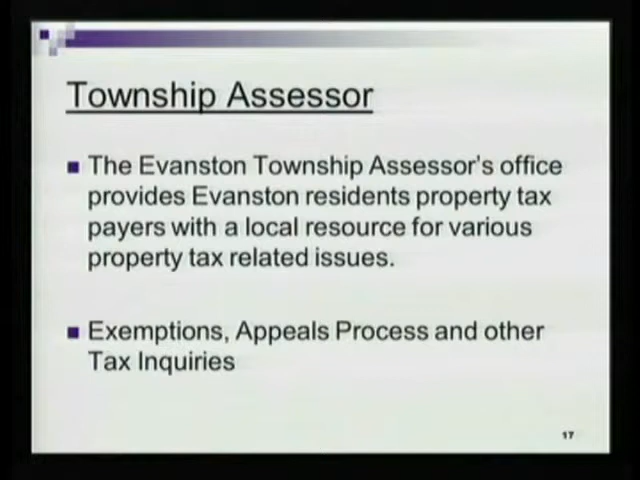 Township Assessor
The Evanston Township Assessor's office
provides Evanston residents property tax
payers with a local resource for various
property tax related issues.
Exemptions, Appeals Process and other
Tax Inquiries
17